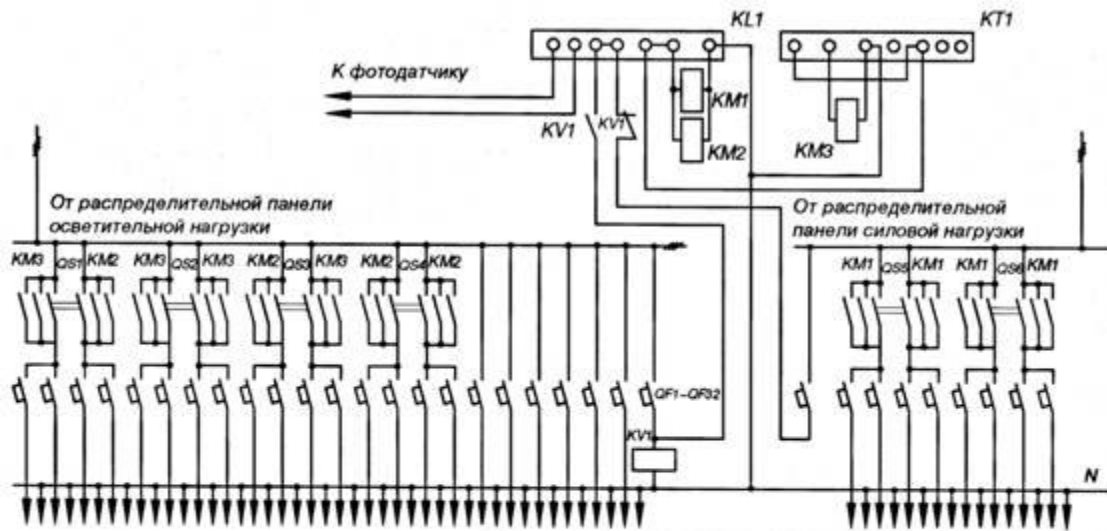 KL1
KT1
К фотодатчику
KV1
KV1
KM1
KM2
KM3
От распределительной панели
осветительной нагрузки
От распределительной
панели силовой нагрузки
KM3 QS1 KM2 KM3 QS2 KM3 KM2 QS3 KM3 KM2 QS4 KM2
KM1 QS5 KM1 KM1 QS6 KM1
QF1-QF32
KV1
N